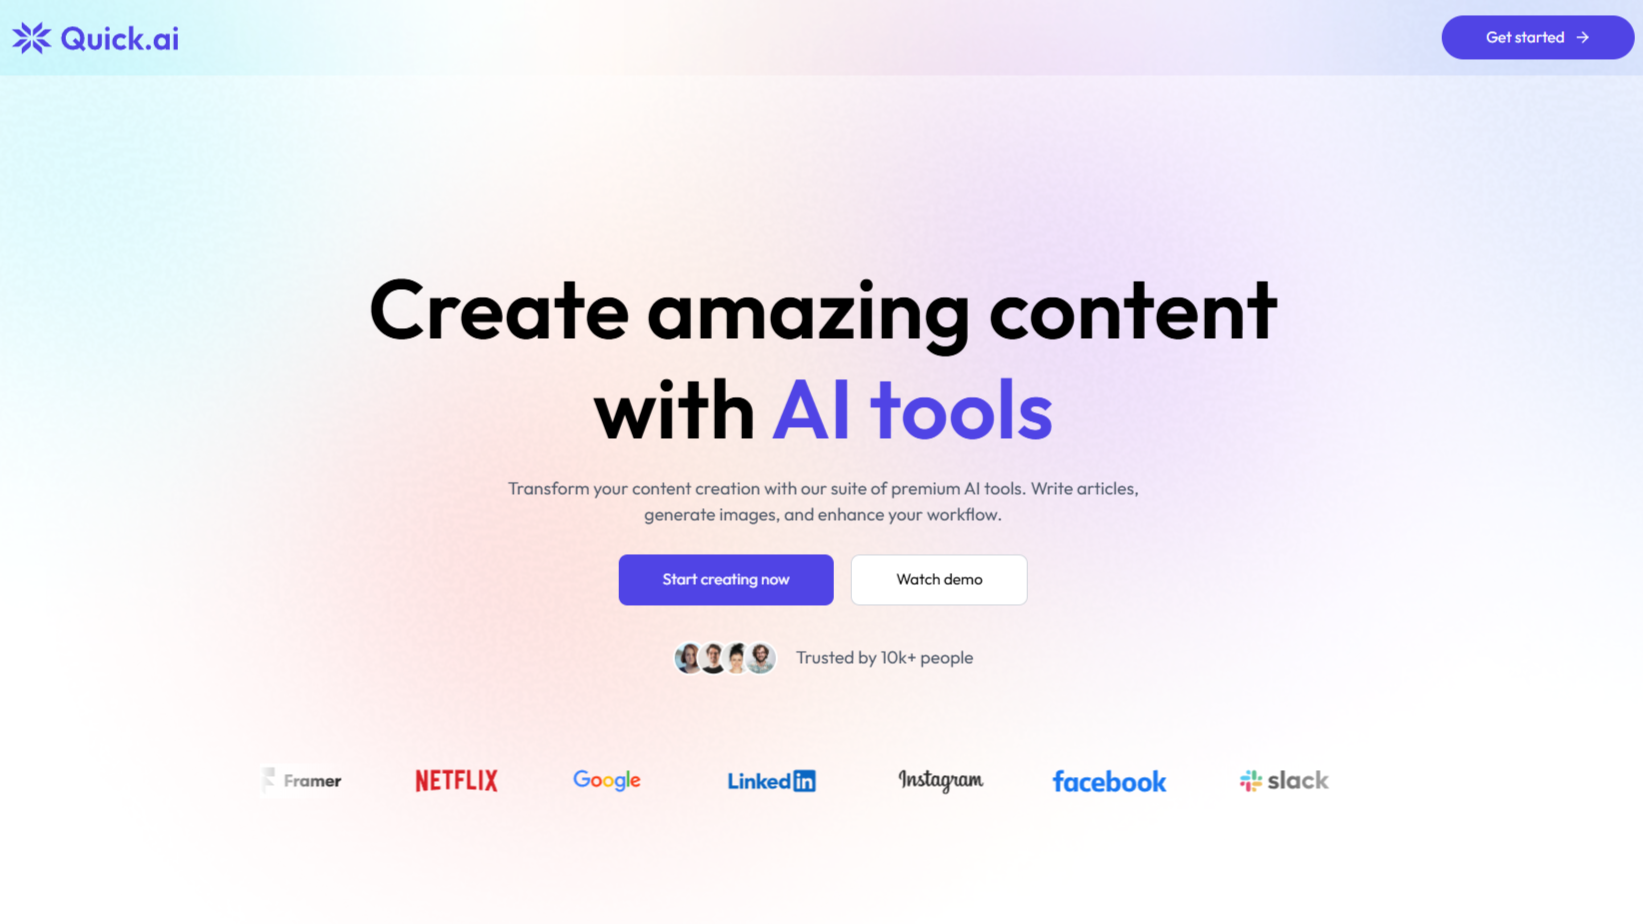 Quick.ai
Get started
Create amazing content
with AI tools
Transform your content creation with our suite of premium AI tools. Write articles,
generate images, and enhance your workflow.
Start creating now
Watch demo
Trusted by 10k+ people
Framer
NETFLIX
Google
Linked in
Instagram
facebook
slack